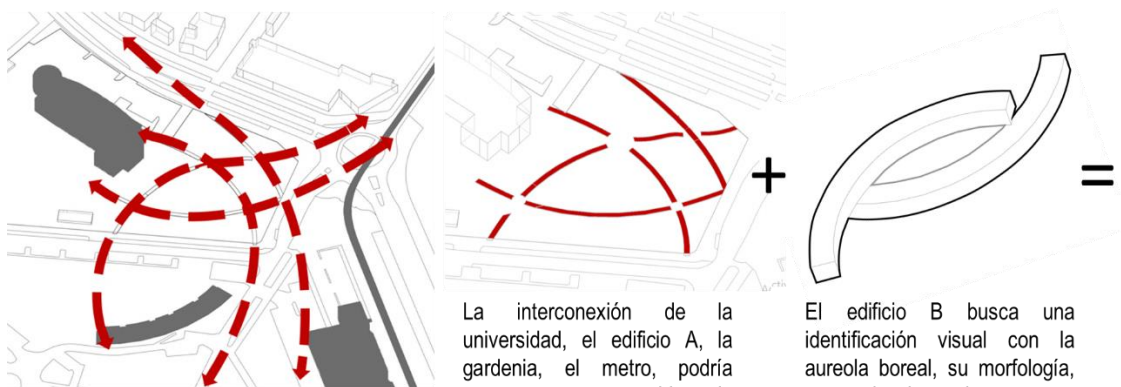 +
=
La interconexión de la
universidad, el edificio A, la
gardenia, el metro, podría
El edificio B busca una
identificación visual con la
aureola boreal, su morfología,